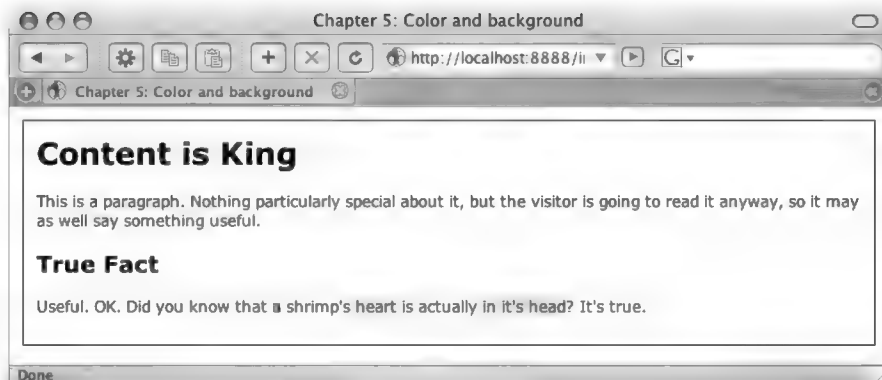 Chapter 5: Color and background
http://localhost:8888/ii
G
Chapter 5: Color and background
Content is King
This is a paragraph. Nothing particularly special about it, but the visitor is going to read it anyway, so it may
as well say something useful.
True Fact
Useful. OK. Did you know that a shrimp's heart is actually in it's head? It's true.
Done